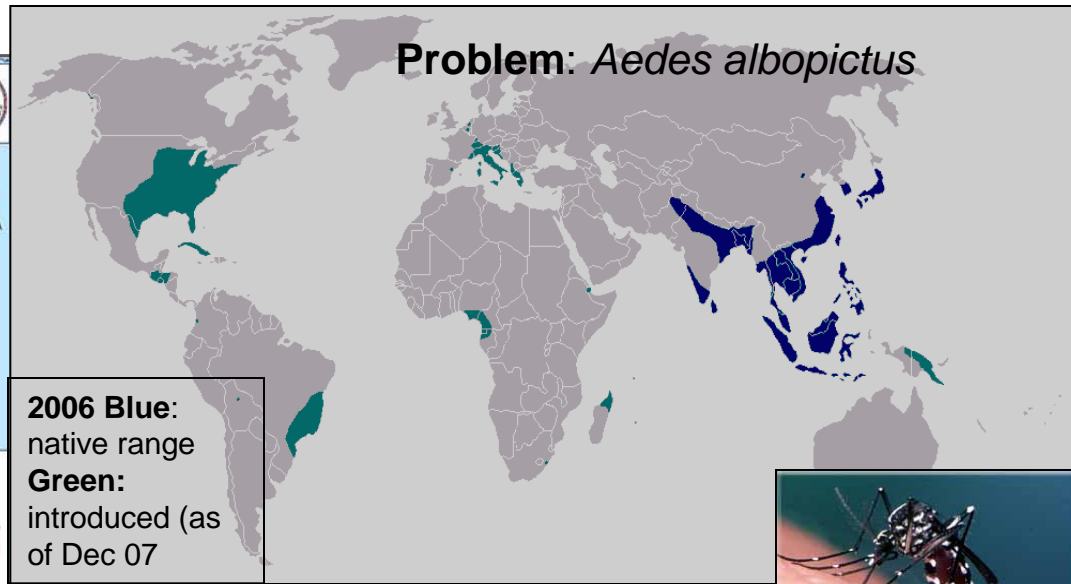 Problem: Aedes albopictus
2006 Blue:
native range
Green:
introduced (as
of Dec 07